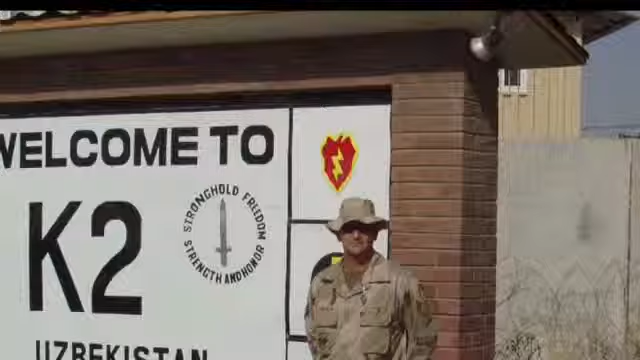 WELCOME TO
K2
UZBEKISTAN
STRONGHOLD FREEDOM
STRENGTH AND HONOR